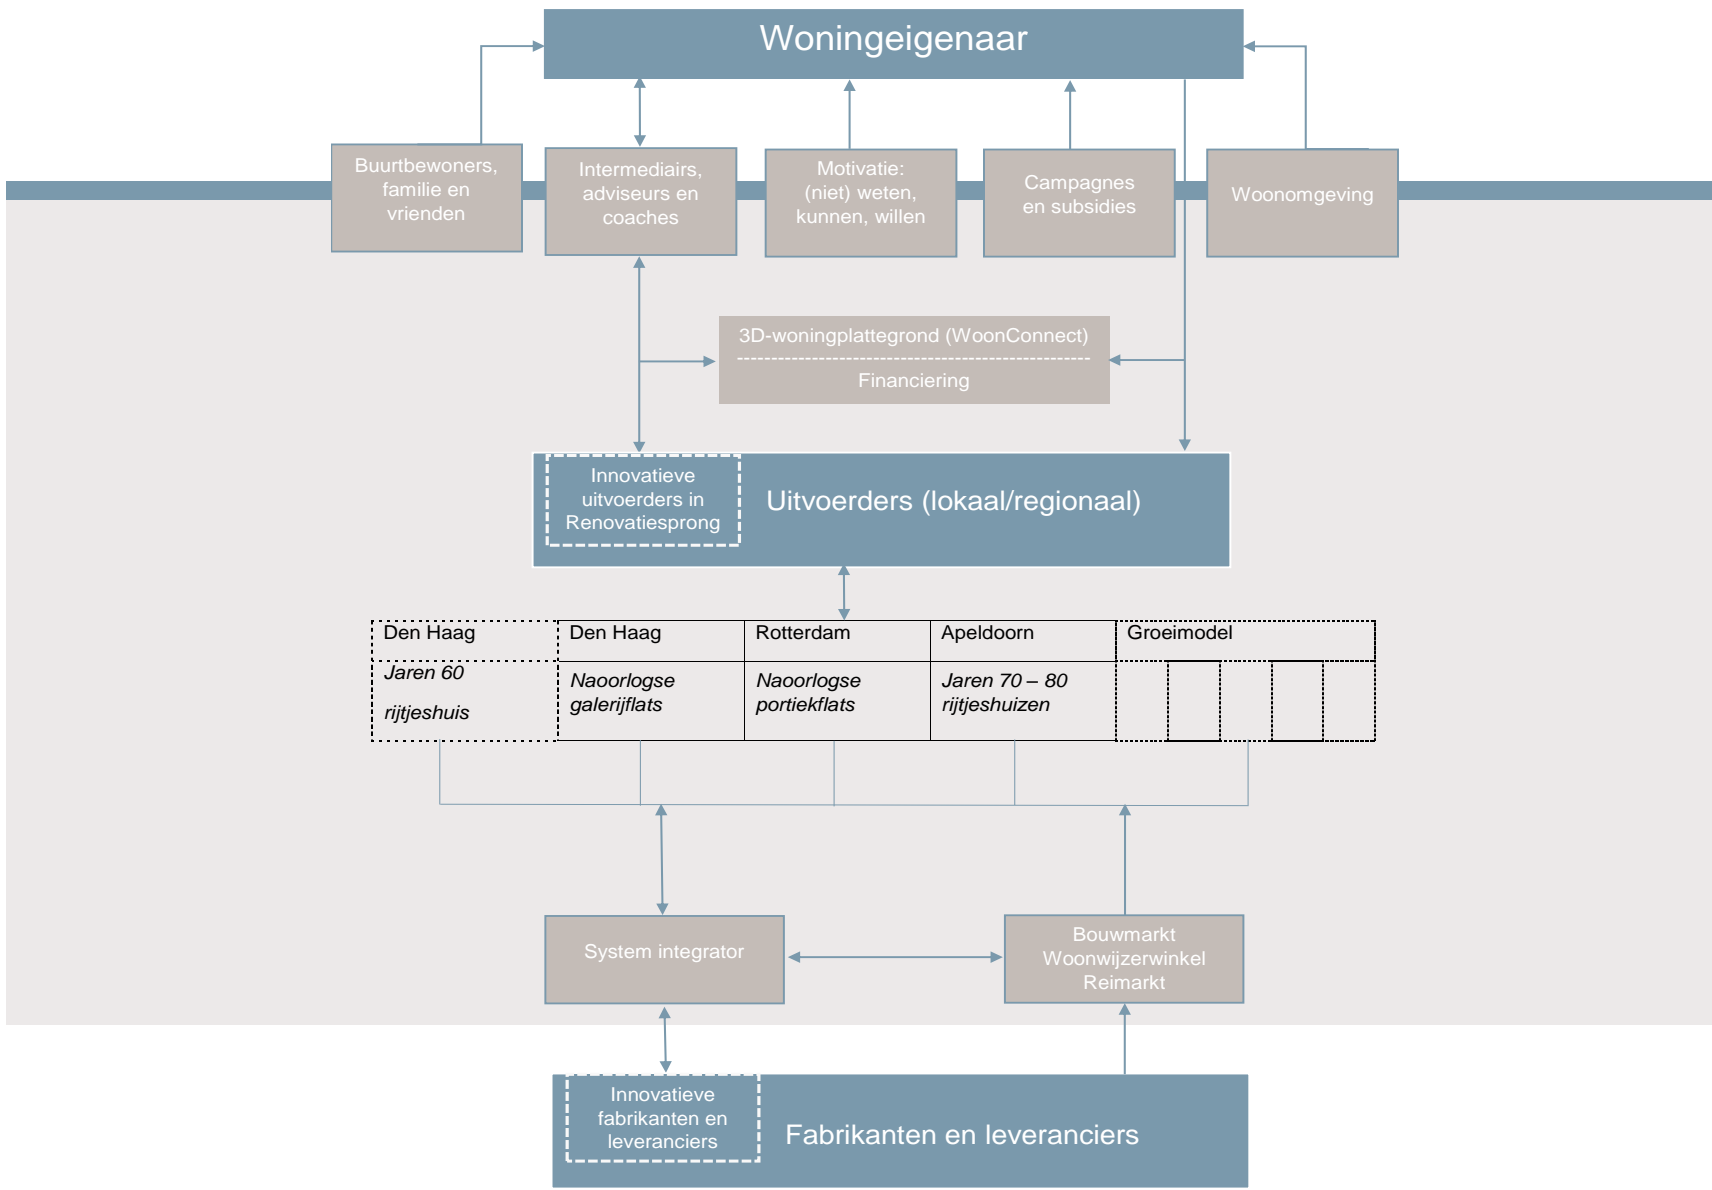 Woningeigenaar
Buurtbewoners,
familie en
vrienden
Intermediairs,
adviseurs en
coaches
Motivatie:
(niet) weten,
kunnen, willen
Campagnes
en subsidies
Woonomgeving
3D-woningplattegrond (WoonConnect)
Financiering
Innovatieve
uitvoerders in
Renovatiesprong
Uitvoerders (lokaal/regionaal)
Den Haag
Den Haag
Rotterdam
Apeldoorn
Groeimodel
Jaren 60
rijtjeshuis
Naoorlogse
galerijflats
Naoorlogse
portiekflats
Jaren 70 – 80
rijtjeshuizen
System integrator
Bouwmarkt
Woonwijzerwinkel
Reimarkt
Innovatieve
fabrikanten en
leveranciers
Fabrikanten en leveranciers